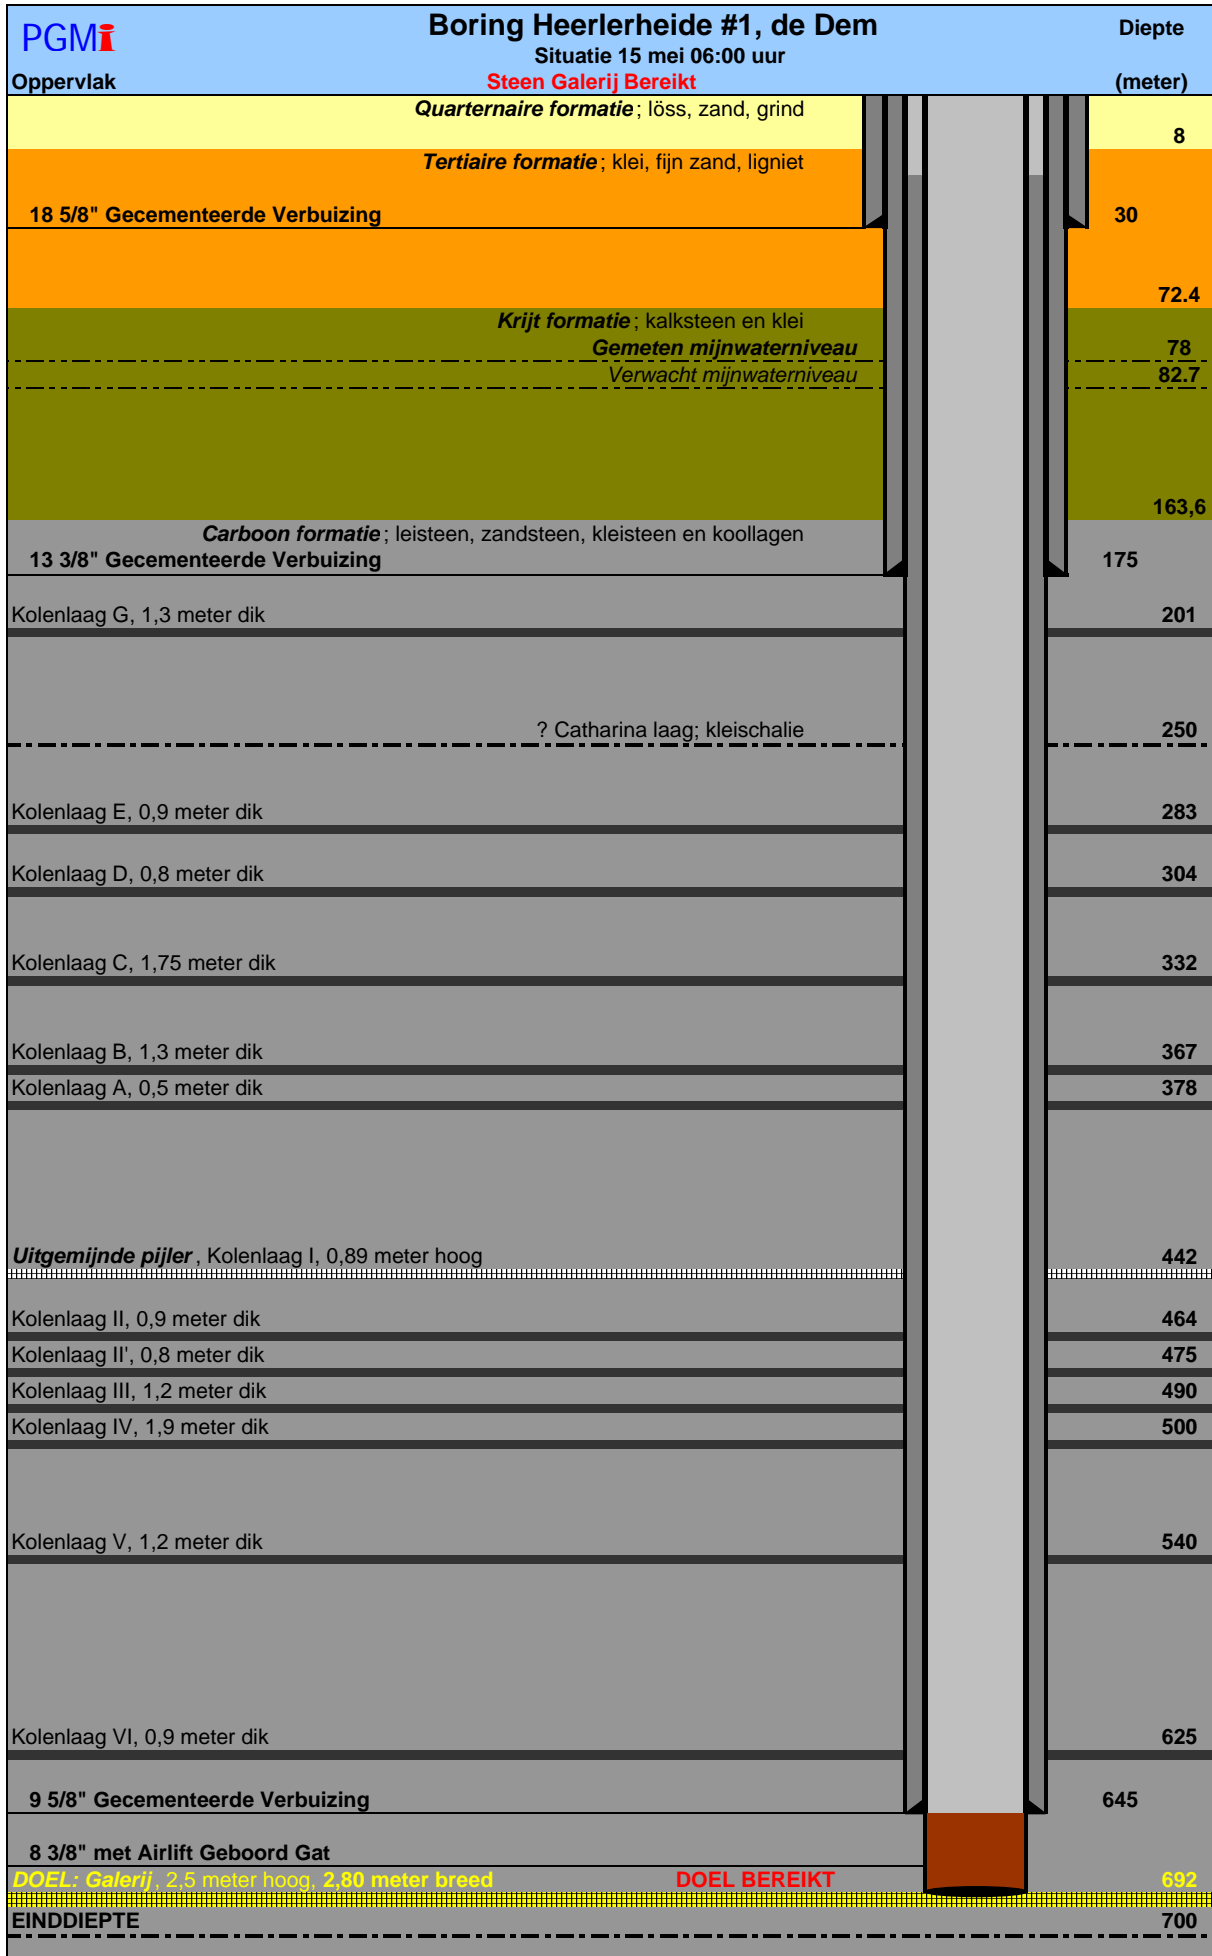 PGMi
Boring Heerlerheide #1, de Dem
Diepte
Situatie 15 mei 06:00 uur
Oppervlak
Steen Galerij Bereikt
(meter)
Quarternaire formatie; löss, zand, grind
8
Tertiaire formatie; klei, fijn zand, ligniet
18 5/8" Gecementeerde Verbuizing 30
72.4
Krijt formatie; kalksteen en klei
Gemeten mijnwaterniveau 78
Verwacht mijnwaterniveau 82.7
163,6
Carboon formatie; leisteen, zandsteen, kleisteen en koollagen
13 3/8" Gecementeerde Verbuizing 175
Kolenlaag G, 1,3 meter dik 201
? Catharina laag; kleischalie 250
Kolenlaag E, 0,9 meter dik 283
Kolenlaag D, 0,8 meter dik 304
Kolenlaag C, 1,75 meter dik 332
Kolenlaag B, 1,3 meter dik 367
Kolenlaag A, 0,5 meter dik 378
Uitgemijnde pijler, Kolenlaag I, 0,89 meter hoog 442
Kolenlaag II, 0,9 meter dik 464
Kolenlaag II', 0,8 meter dik 475
Kolenlaag III, 1,2 meter dik 490
Kolenlaag IV, 1,9 meter dik 500
Kolenlaag V, 1,2 meter dik 540
Kolenlaag VI, 0,9 meter dik 625
9 5/8" Gecementeerde Verbuizing 645
8 3/8" met Airlift Geboord Gat
DOEL: Galerij, 2,5 meter hoog, 2,80 meter breed DOEL BEREIKT 692
EINDDIEPTE 700